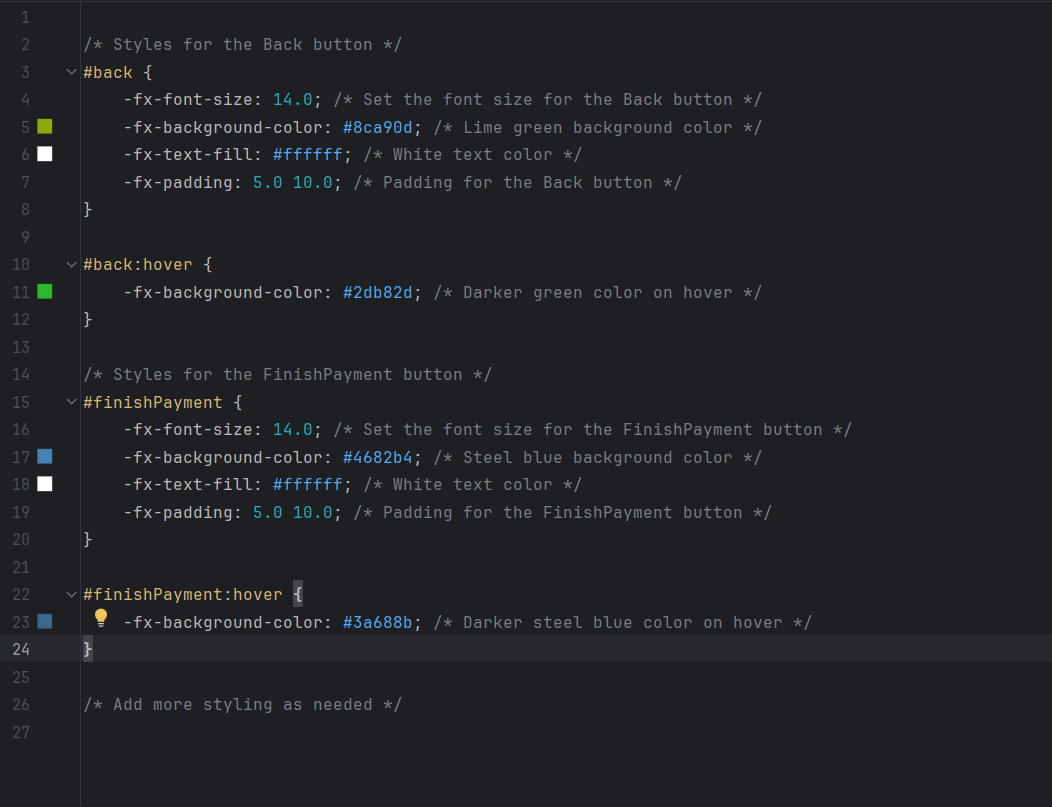 1
2 /* Styles for the Back button */
3 #back {
4     -fx-font-size: 14.0; /* Set the font size for the Back button */
5     -fx-background-color: #8ca90d; /* Lime green background color */
6     -fx-text-fill: #ffffff; /* White text color */
7     -fx-padding: 5.0 10.0; /* Padding for the Back button */
8 }
9
10 #back:hover {
11     -fx-background-color: #2db82d; /* Darker green color on hover */
12 }
13
14 /* Styles for the FinishPayment button */
15 #finishPayment {
16     -fx-font-size: 14.0; /* Set the font size for the FinishPayment button */
17     -fx-background-color: #4682b4; /* Steel blue background color */
18     -fx-text-fill: #ffffff; /* White text color */
19     -fx-padding: 5.0 10.0; /* Padding for the FinishPayment button */
20 }
21
22 #finishPayment:hover {
23     -fx-background-color: #3a688b; /* Darker steel blue color on hover */
24 }
25
26 /* Add more styling as needed */
27